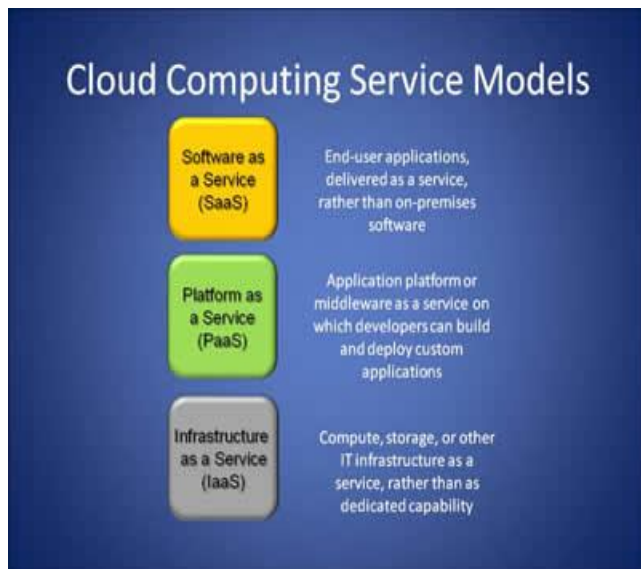 Cloud Computing Service Models
Software as
a Service
(SaaS)
End-user applications,
delivered as a service,
rather than on-premises
software
Platform as
a Service
(PaaS)
Application platform or
middleware as a service on
which developers can build
and deploy custom
applications
Infrastructure
as a Service
(IaaS)
Compute, storage, or other
IT infrastructure as a
service, rather than as
dedicated capability